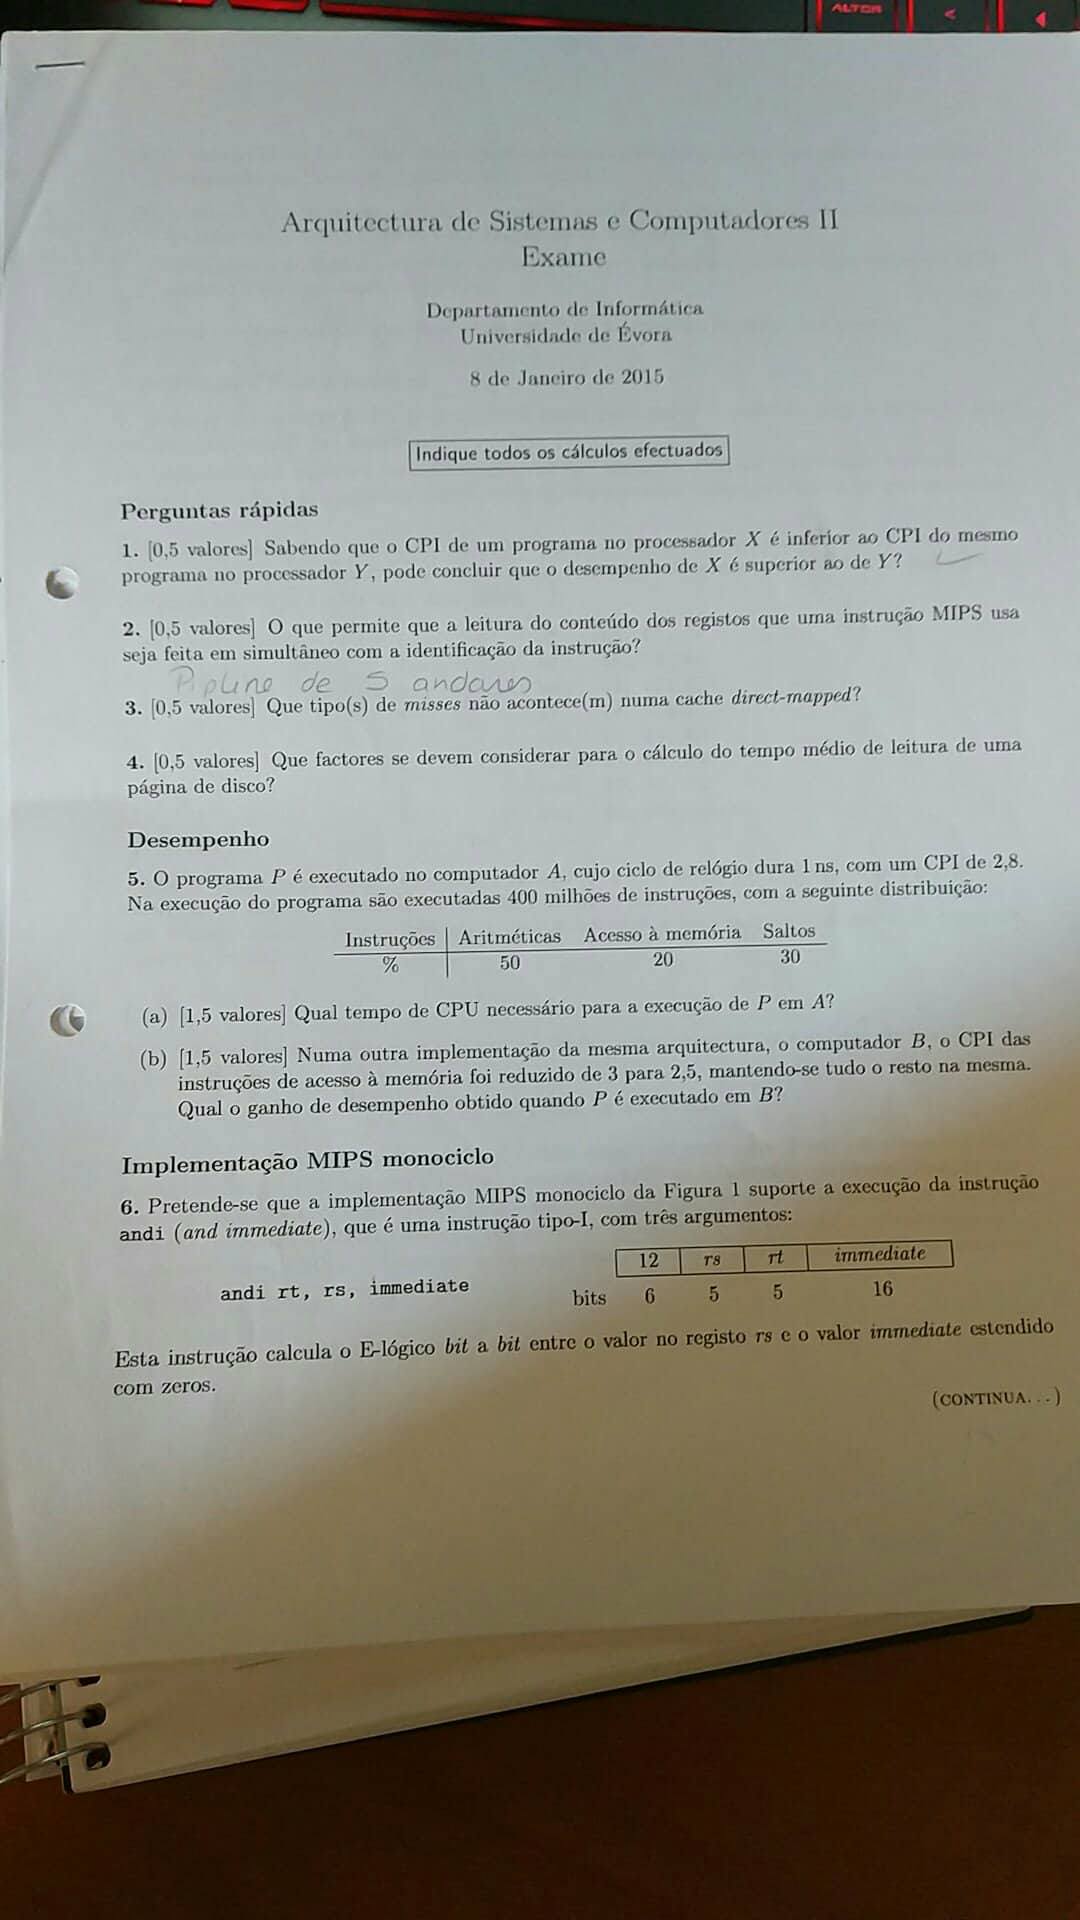 ALTGR
<
Arquitectura de Sistemas e Computadores II
Exame
Departamento de Informática
Universidade de Évora
8 de Janeiro de 2015
Indique todos os cálculos efectuados
Perguntas rápidas
1. [0,5 valores] Sabendo que o CPI de um programa no processador X é inferior ao CPI do mesmo
programa no processador Y, pode concluir que o desempenho de X é superior ao de Y?
2. [0,5 valores] O que permite que a leitura do conteúdo dos registos que uma instrução MIPS usa
seja feita em simultâneo com a identificação da instrução?
Pipline de 5 andares
3. [0,5 valores] Que tipo(s) de misses não acontece(m) numa cache direct-mapped?
4. [0,5 valores] Que factores se devem considerar para o cálculo do tempo médio de leitura de uma
página de disco?
Desempenho
5. O programa P é executado no computador A, cujo ciclo de relógio dura 1 ns, com um CPI de 2,8.
Na execução do programa são executadas 400 milhões de instruções, com a seguinte distribuição:
Instruções Aritméticas Acesso à memória Saltos
% 50 20 30
(a) [1,5 valores] Qual tempo de CPU necessário para a execução de P em A?
(b) [1,5 valores] Numa outra implementação da mesma arquitectura, o computador B, o CPI das
instruções de acesso à memória foi reduzido de 3 para 2,5, mantendo-se tudo o resto na mesma.
Qual o ganho de desempenho obtido quando P é executado em B?
Implementação MIPS monociclo
6. Pretende-se que a implementação MIPS monociclo da Figura 1 suporte a execução da instrução
andi (and immediate), que é uma instrução tipo-I, com três argumentos:
12 rs rt immediate
andi rt, rs, immediate
bits 6 5 5 16
Esta instrução calcula o E-lógico bit a bit entre o valor no registo rs e o valor immediate estendido
com zeros.
(CONTINUA...)